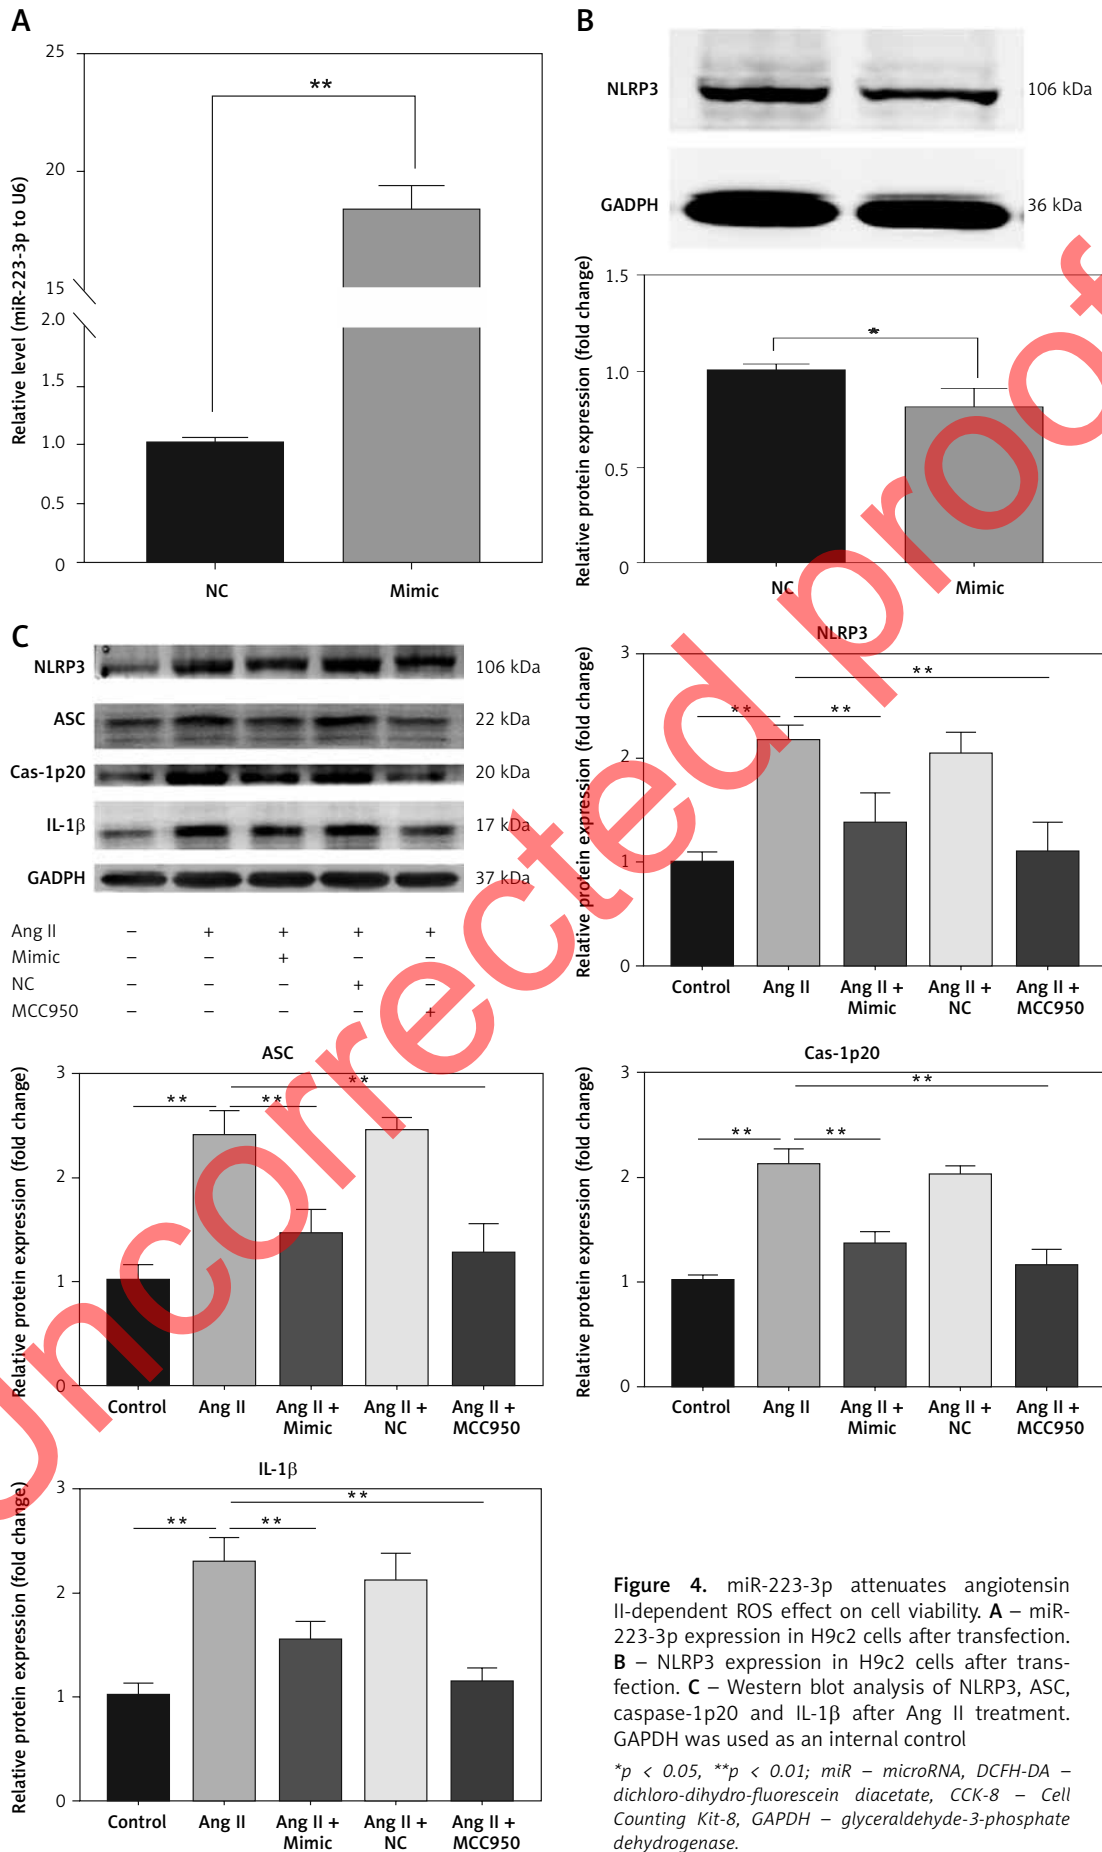 A
Relative level (miR-223-3p to U6)
25
20
15
2.0
1.5
1.0
0.5
0
**
NC Mimic
B
NLRP3 106 kDa
GADPH 36 kDa
Relative protein expression (fold change)
1.5
1.0
0.5
0
*
NC Mimic
C
NLRP3 106 kDa
ASC 22 kDa
Cas-1p20 20 kDa
IL-1β 17 kDa
GADPH 37 kDa
Ang II – + + + +
Mimic – – + – –
NC – – – + –
MCC950 – – – – +
NLRP3
Relative protein expression (fold change)
3
2
1
0
** ** **
Control Ang II Ang II + Ang II + Ang II +
Mimic NC MCC950
ASC
Relative protein expression (fold change)
3
2
1
0
** ** **
Control Ang II Ang II + Ang II + Ang II +
Mimic NC MCC950
Cas-1p20
Relative protein expression (fold change)
3
2
1
0
** ** **
Control Ang II Ang II + Ang II + Ang II +
Mimic NC MCC950
IL-1β
Relative protein expression (fold change)
3
2
1
0
** ** **
Control Ang II Ang II + Ang II + Ang II +
Mimic NC MCC950
Figure 4. miR-223-3p attenuates angiotensin
II-dependent ROS effect on cell viability. A – miR-
223-3p expression in H9c2 cells after transfection.
B – NLRP3 expression in H9c2 cells after trans-
fection. C – Western blot analysis of NLRP3, ASC,
caspase-1p20 and IL-1β after Ang II treatment.
GAPDH was used as an internal control
*p < 0.05, **p < 0.01; miR – microRNA, DCFH-DA –
dichloro-dihydro-fluorescein diacetate, CCK-8 – Cell
Counting Kit-8, GAPDH – glyceraldehyde-3-phosphate
dehydrogenase.
Uncorrected proof